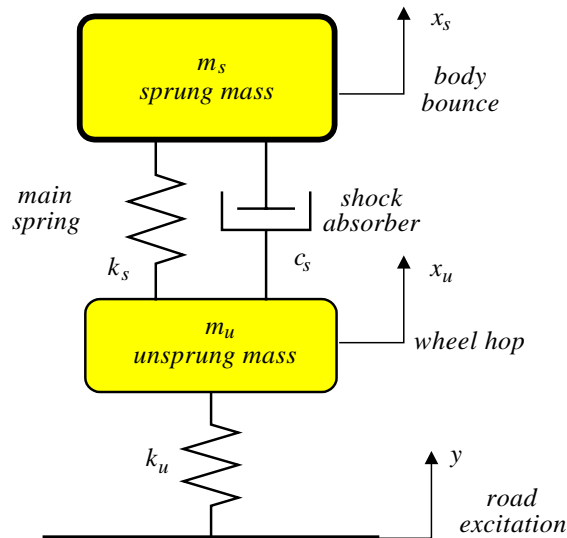 x_s
m_s
sprung mass
body
bounce
main
spring
shock
absorber
k_s
c_s
x_u
m_u
unsprung mass
wheel hop
k_u
y
road
excitation